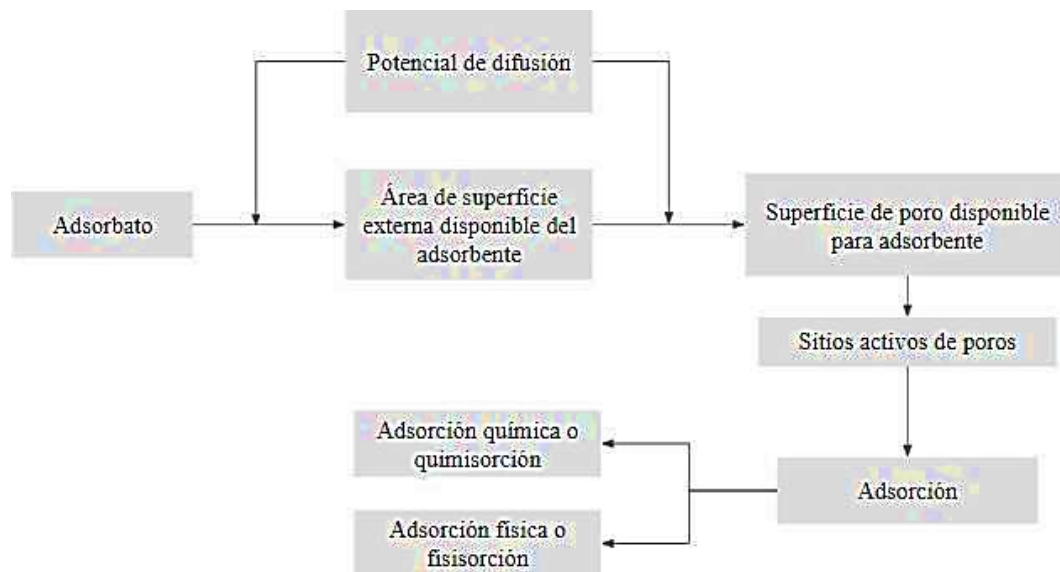 Potencial de difusión
Adsorbato
Área de superficie
externa disponible del
adsorbente
Superficie de poro disponible
para adsorbente
Sitios activos de poros
Adsorción química o
quimisorción
Adsorción
Adsorción física o
fisisorción